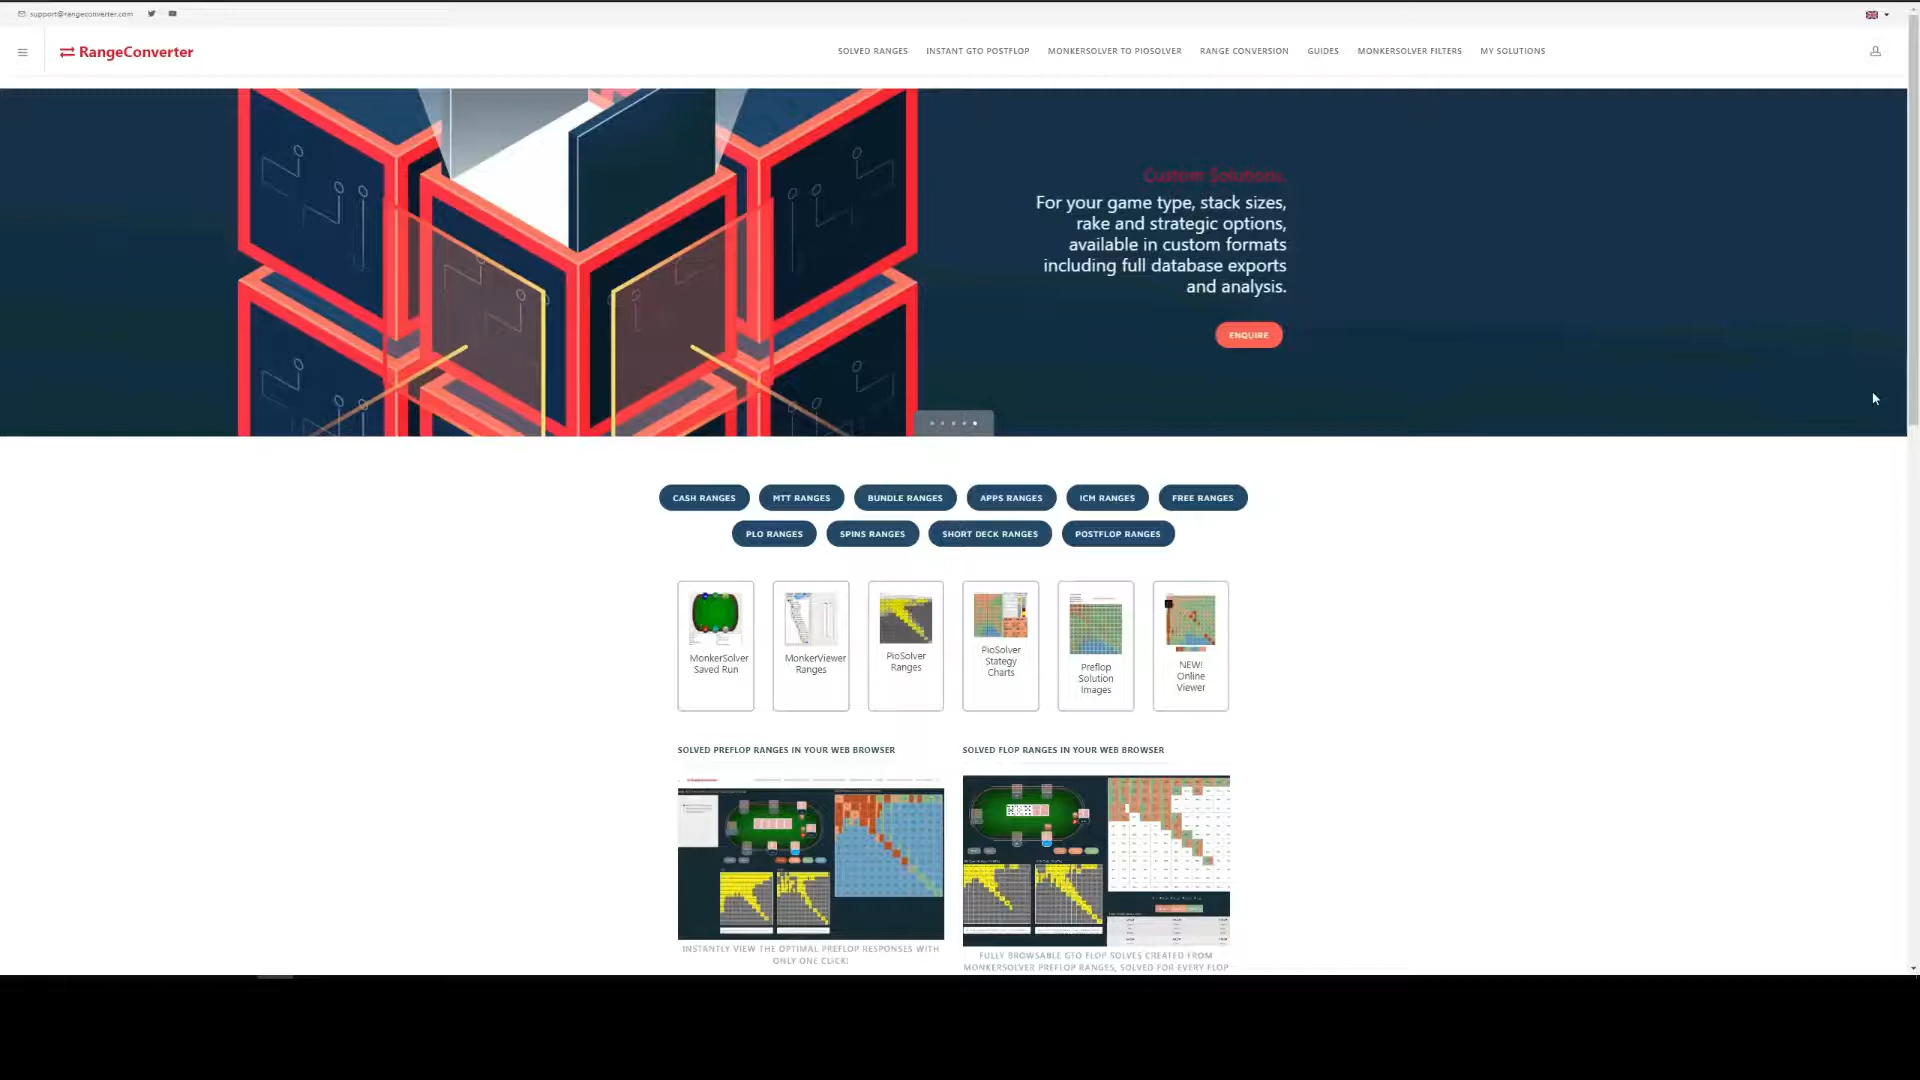 support@rangeconverter.com
RangeConverter
SOLVED RANGES INSTANT GTO POSTFLOP MONKERSOLVER TO PIOSOLVER RANGE CONVERSION GUIDES MONKERSOLVER FILTERS MY SOLUTIONS
Custom Solutions.
For your game type, stack sizes,
rake and strategic options,
available in custom formats
including full database exports
and analysis.
ENQUIRE
CASH RANGES MTT RANGES BUNDLE RANGES APPS RANGES ICM RANGES FREE RANGES
PLO RANGES SPINS RANGES SHORT DECK RANGES POSTFLOP RANGES
MonkerSolver
Saved Run
MonkerViewer
Ranges
PioSolver
Ranges
PioSolver
Stategy
Charts
Preflop
Solution
Images
NEW!
Online
Viewer
SOLVED PREFLOP RANGES IN YOUR WEB BROWSER
INSTANTLY VIEW THE OPTIMAL PREFLOP RESPONSES WITH
ONLY ONE CLICK!
SOLVED FLOP RANGES IN YOUR WEB BROWSER
FULLY BROWSABLE GTO FLOP SOLVES CREATED FROM
MONKERSOLVER PREFLOP RANGES, SOLVED FOR EVERY FLOP